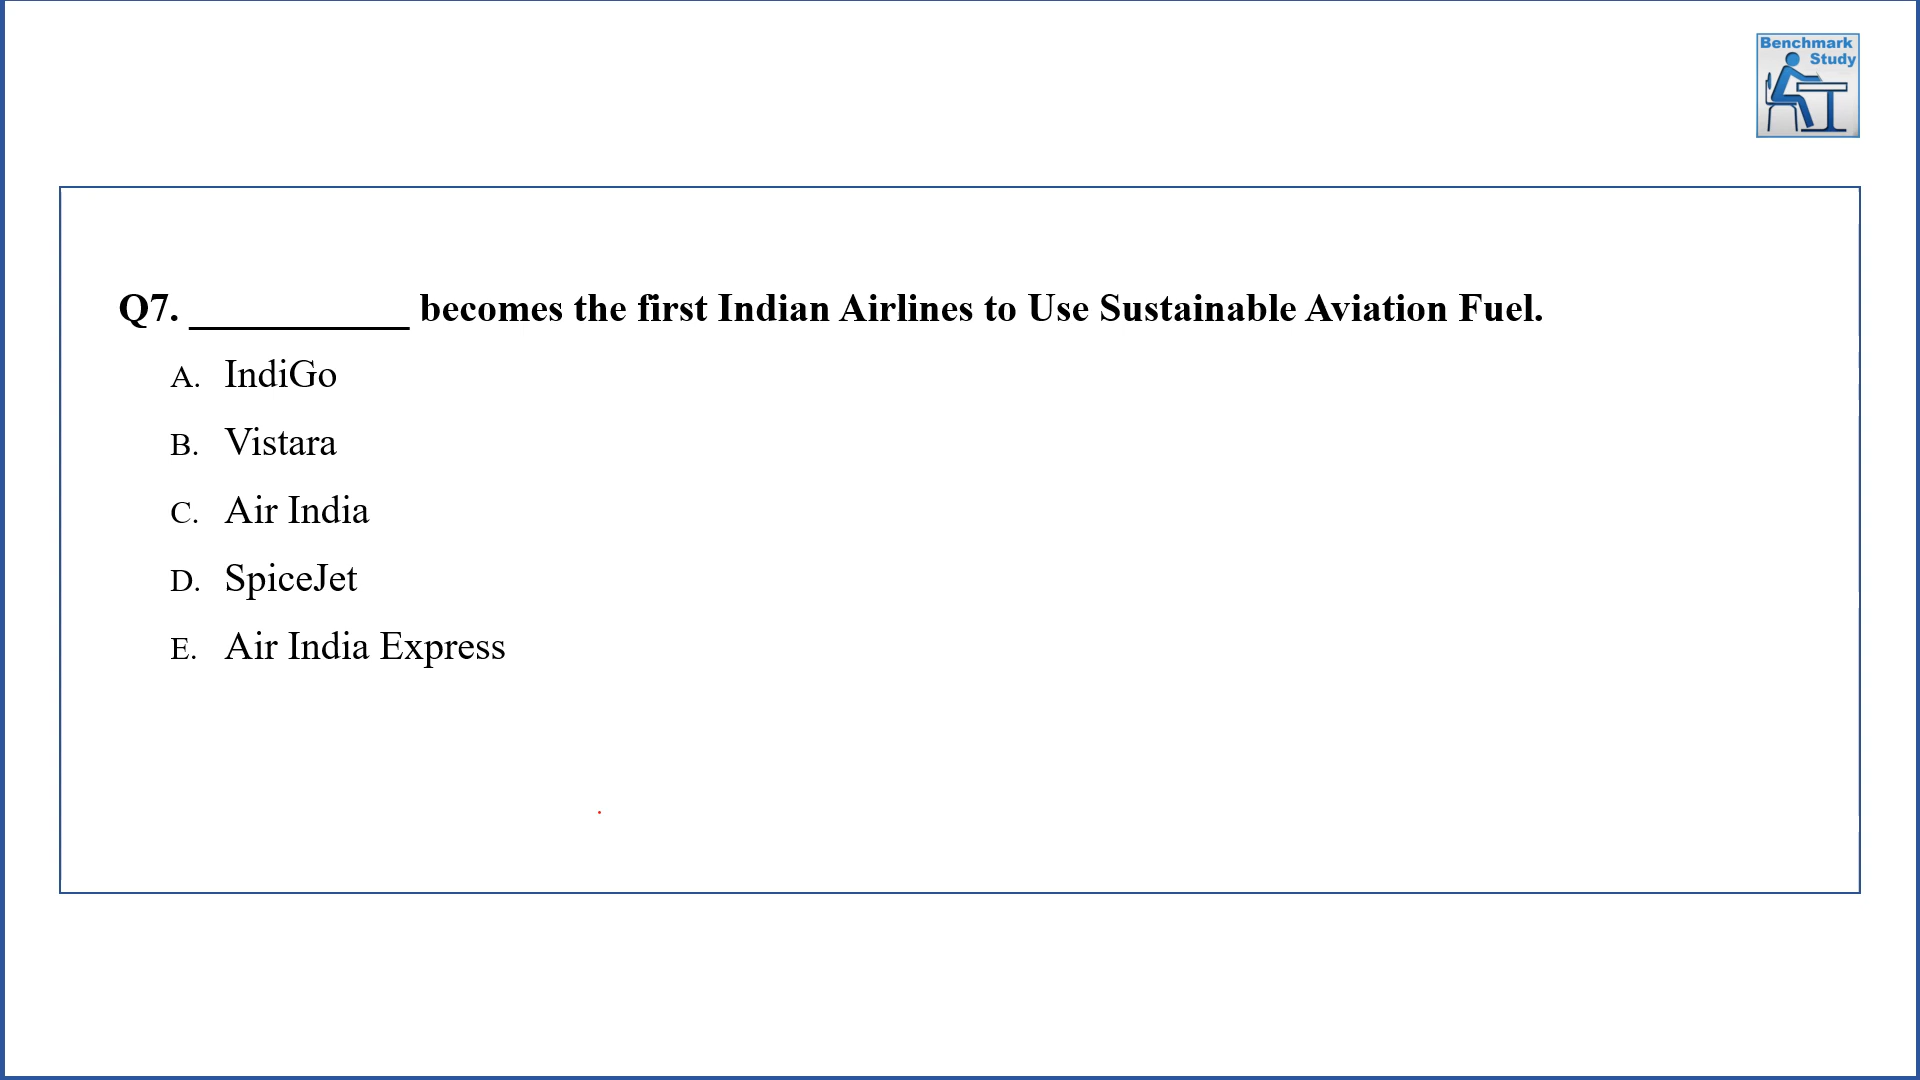 Benchmark
Study
Q7. ___________ becomes the first Indian Airlines to Use Sustainable Aviation Fuel.
A. IndiGo
B. Vistara
C. Air India
D. SpiceJet
E. Air India Express